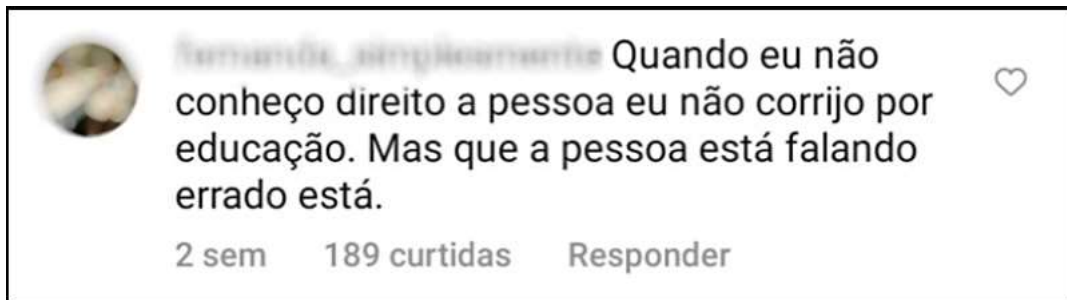 Quando eu não
conheço direito a pessoa eu não corrijo por
educação. Mas que a pessoa está falando
errado está.
2 sem 189 curtidas Responder